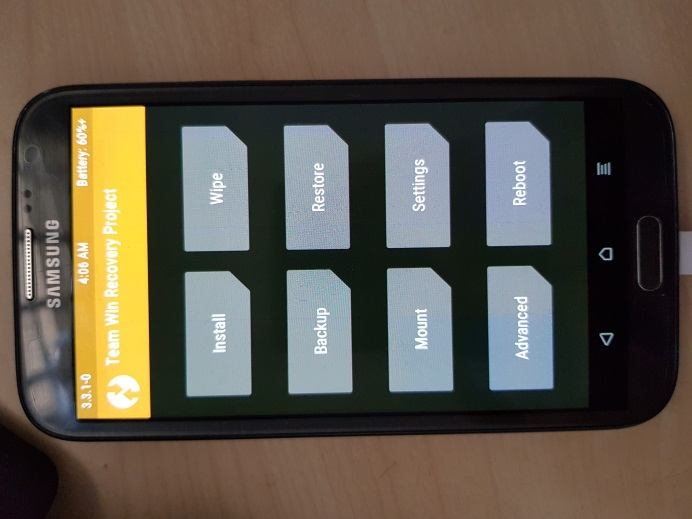 SAMSUNG
3.3.1-0 4:06 AM Battery: 60%+
Team Win Recovery Project
Install Wipe
Backup Restore
Mount Settings
Advanced Reboot